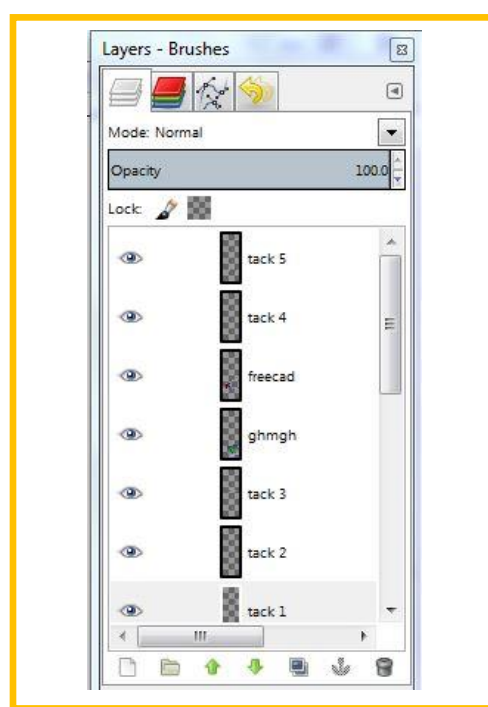 Layers - Brushes
Mode: Normal
Opacity 100.0
Lock:
tack 5
tack 4
freecad
ghmgh
tack 3
tack 2
tack 1